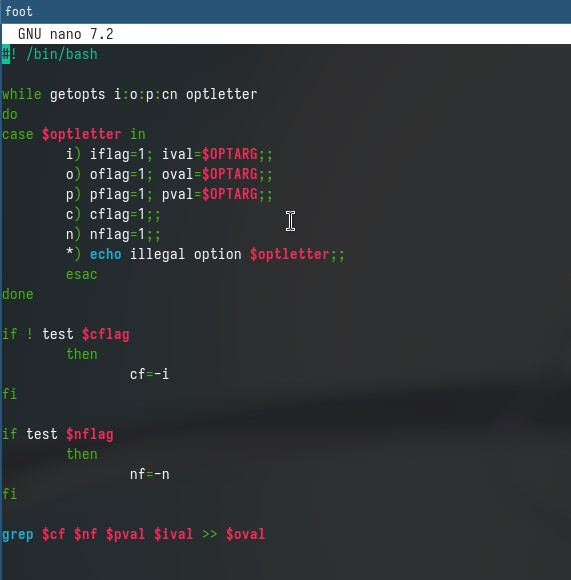 foot
GNU nano 7.2
#! /bin/bash
while getopts i:o:p:cn optletter
do
case $optletter in
i) iflag=1; ival=$OPTARG;;
o) oflag=1; oval=$OPTARG;;
p) pflag=1; pval=$OPTARG;;
c) cflag=1;;
n) nflag=1;;
*) echo illegal option $optletter;;
esac
done
if ! test $cflag
then
cf=-i
fi
if test $nflag
then
nf=-n
fi
grep $cf $nf $pval $ival >> $oval